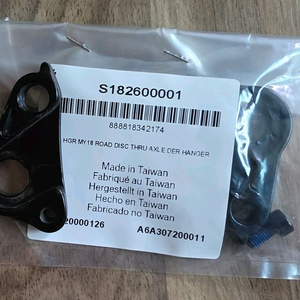 S182600001
888818342174
HGR MY18 ROAD DISC THRU AXLE DER HANGER
Made in Taiwan
Fabriqué au Taiwan
Hergestellt in Taiwan
Hecho en Taiwan
Fabricado no Taiwan
20000126 A6A307200011